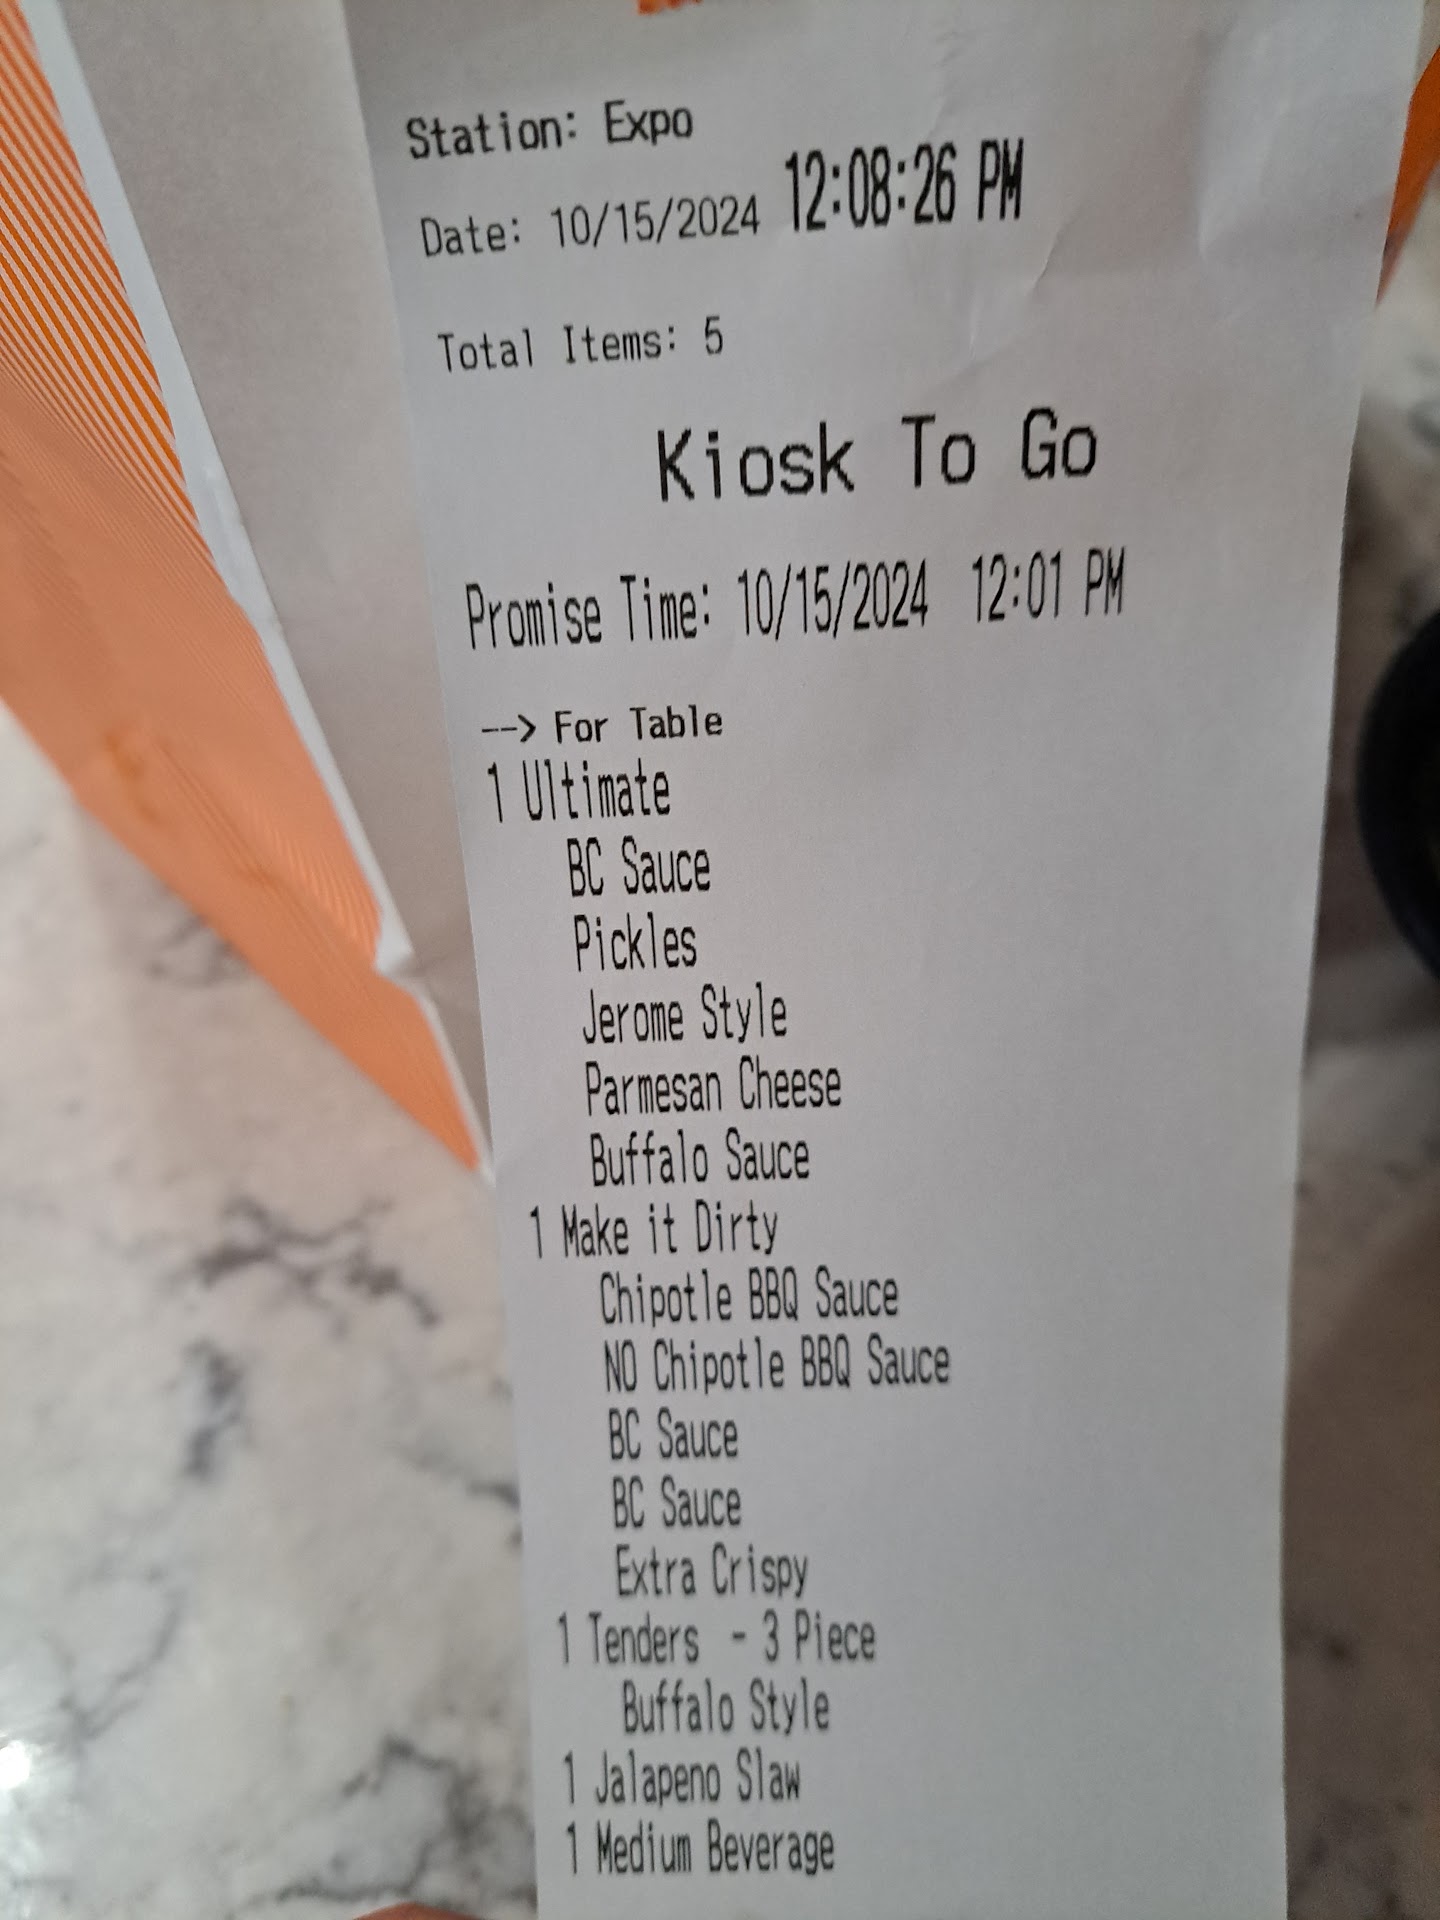 Station: Expo
Date: 10/15/2024 12:08:26 PM
Total Items: 5
Kiosk To Go
Promise Time: 10/15/2024 12:01 PM
--> For Table
1 Ultimate
BC Sauce
Pickles
Jerome Style
Parmesan Cheese
Buffalo Sauce
1 Make it Dirty
Chipotle BBQ Sauce
NO Chipotle BBQ Sauce
BC Sauce
BC Sauce
Extra Crispy
1 Tenders - 3 Piece
Buffalo Style
1 Jalapeno Slaw
1 Medium Beverage